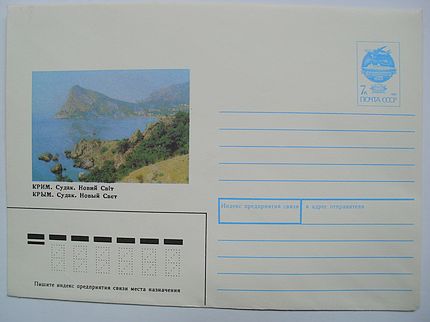 7к
ПОЧТА СССР
КРИМ. Судак. Новий Світ
КРЫМ. Судак. Новый Свет
Индекс предприятия связи и адрес отправителя
Пишите индекс предприятия связи места назначения